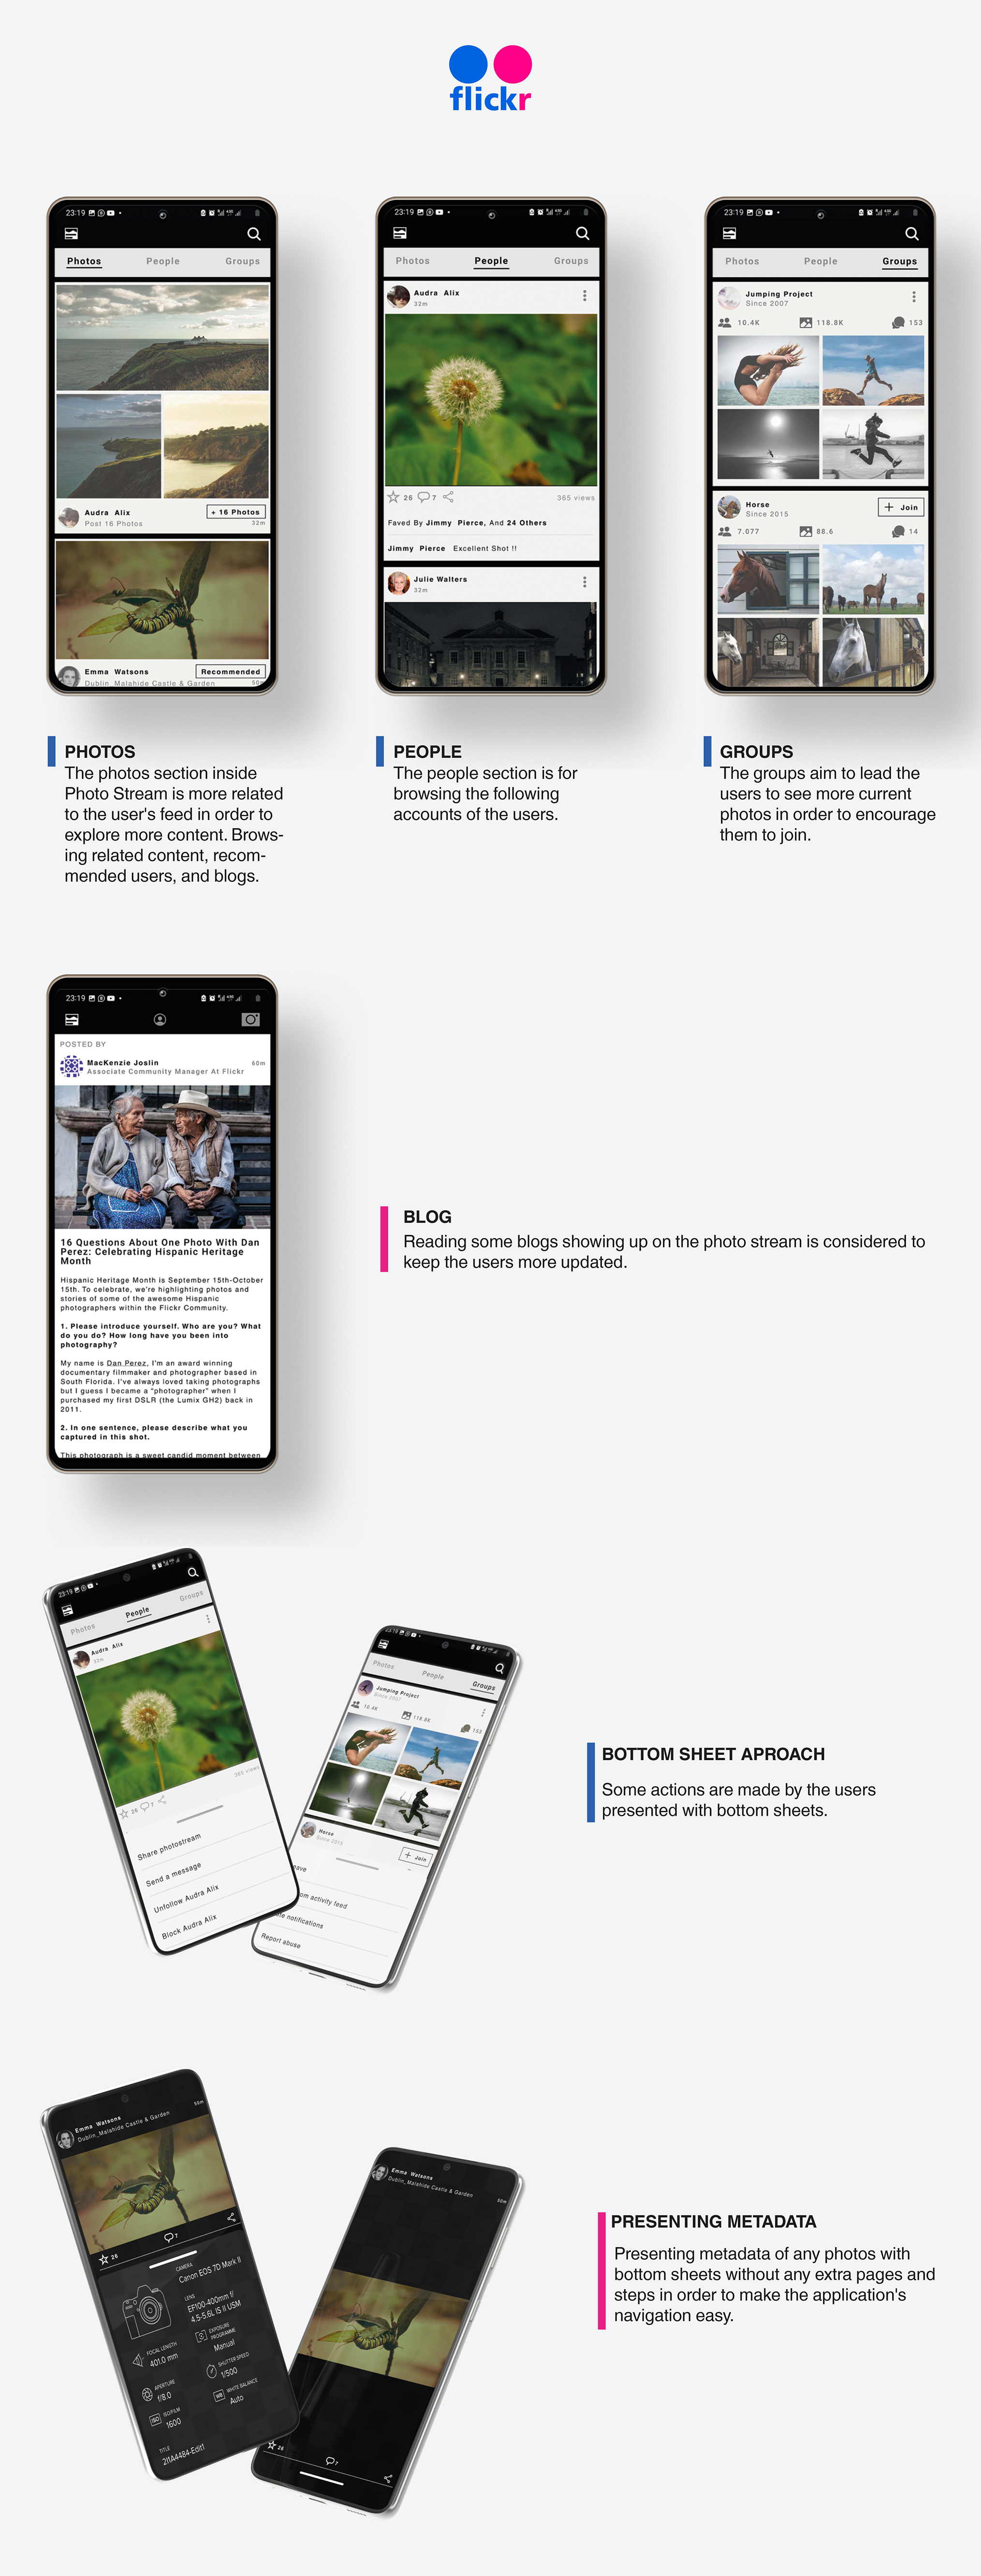 flickr
23:19
Photos People Groups
Audra Alix
Post 16 Photos
+ 16 Photos
32m
Emma Watsons
Recommended
Dublin_Malahide Castle & Garden
23:19
Photos People Groups
Audra Alix
32m
26 7
365 views
Faved By Jimmy Pierce, And 24 Others
Jimmy Pierce Excellent Shot !!
Julie Walters
32m
23:19
Photos People Groups
Jumping Project
Since 2007
10.4K 118.8K 153
Horse
Since 2015
+ Join
7.077 88.6 14
PHOTOS
The photos section inside
Photo Stream is more related
to the user's feed in order to
explore more content. Brows-
ing related content, recom-
mended users, and blogs.
PEOPLE
The people section is for
browsing the following
accounts of the users.
GROUPS
The groups aim to lead the
users to see more current
photos in order to encourage
them to join.
23:19
POSTED BY
MacKenzie Joslin
60m
Associate Community Manager At Flickr
16 Questions About One Photo With Dan
Perez: Celebrating Hispanic Heritage
Month
Hispanic Heritage Month is September 15th-October
15th. To celebrate, we're highlighting photos and
stories of some of the awesome Hispanic
photographers within the Flickr Community.
1. Please introduce yourself. Who are you? What
do you do? How long have you been into
photography?
My name is Dan Perez, I'm an award winning
documentary filmmaker and photographer based in
South Florida. I've always loved taking photographs
but I guess I became a "photographer" when I
purchased my first DSLR (the Lumix GH2) back in
2011.
2. In one sentence, please describe what you
captured in this shot.
This photograph is a sweet candid moment between
BLOG
Reading some blogs showing up on the photo stream is considered to
keep the users more updated.
23:19
Photos People Groups
Audra Alix
32m
365 views
26 7
Share photostream
Send a message
Unfollow Audra Alix
Block Audra Alix
23:19
Photos People Groups
Jumping Project
Since 2007
10.4K 118.8K 153
Horse
Since 2015
+ Join
activity feed
notifications
Report abuse
BOTTOM SHEET APROACH
Some actions are made by the users
presented with bottom sheets.
Emma Watsons
Dublin_Malahide Castle & Garden
50m
26 7
CAMERA
Canon EOS 7D Mark II
LENS
EF100-400mm f/
4.5-5.6L IS II USM
FOCAL LENGTH
401.0 mm
EXPOSURE
PROGRAMME
Manual
APERTURE
f/8.0
SHUTTER SPEED
1/500
ISO
ISO/FILM
1600
WB
WHITE BALANCE
Auto
TITLE
2I1A4484-Edit1
Emma Watsons
Dublin_Malahide Castle & Garden
50m
26 7
PRESENTING METADATA
Presenting metadata of any photos with
bottom sheets without any extra pages and
steps in order to make the application's
navigation easy.